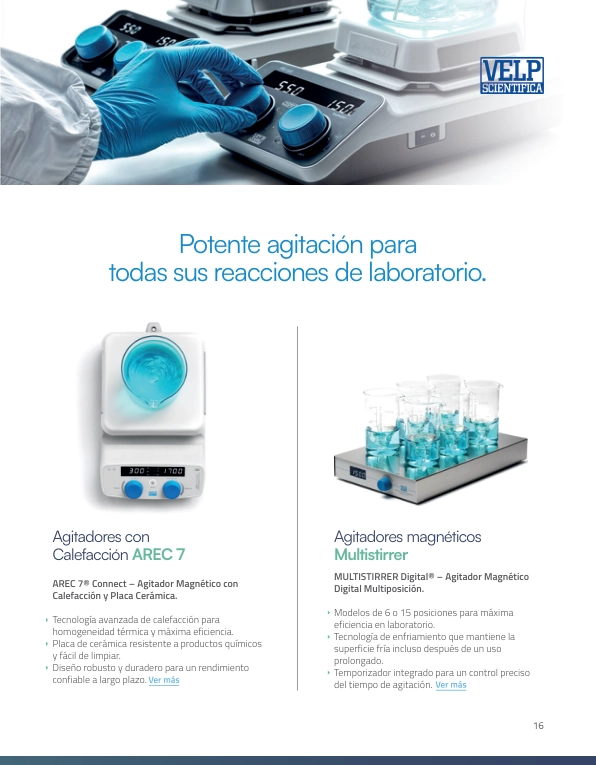 550
550
150
VELP
SCIENTIFICA
Potente agitación para
todas sus reacciones de laboratorio.
300 1700
1500
Agitadores con
Calefacción AREC 7
AREC 7® Connect – Agitador Magnético con
Calefacción y Placa Cerámica.
Tecnología avanzada de calefacción para
homogeneidad térmica y máxima eficiencia.
Placa de cerámica resistente a productos químicos
y fácil de limpiar.
Diseño robusto y duradero para un rendimiento
confiable a largo plazo. Ver más
Agitadores magnéticos
Multistirrer
MULTISTIRRER Digital® – Agitador Magnético
Digital Multiposición.
Modelos de 6 o 15 posiciones para máxima
eficiencia en laboratorio.
Tecnología de enfriamiento que mantiene la
superficie fría incluso después de un uso
prolongado.
Temporizador integrado para un control preciso
del tiempo de agitación. Ver más
16